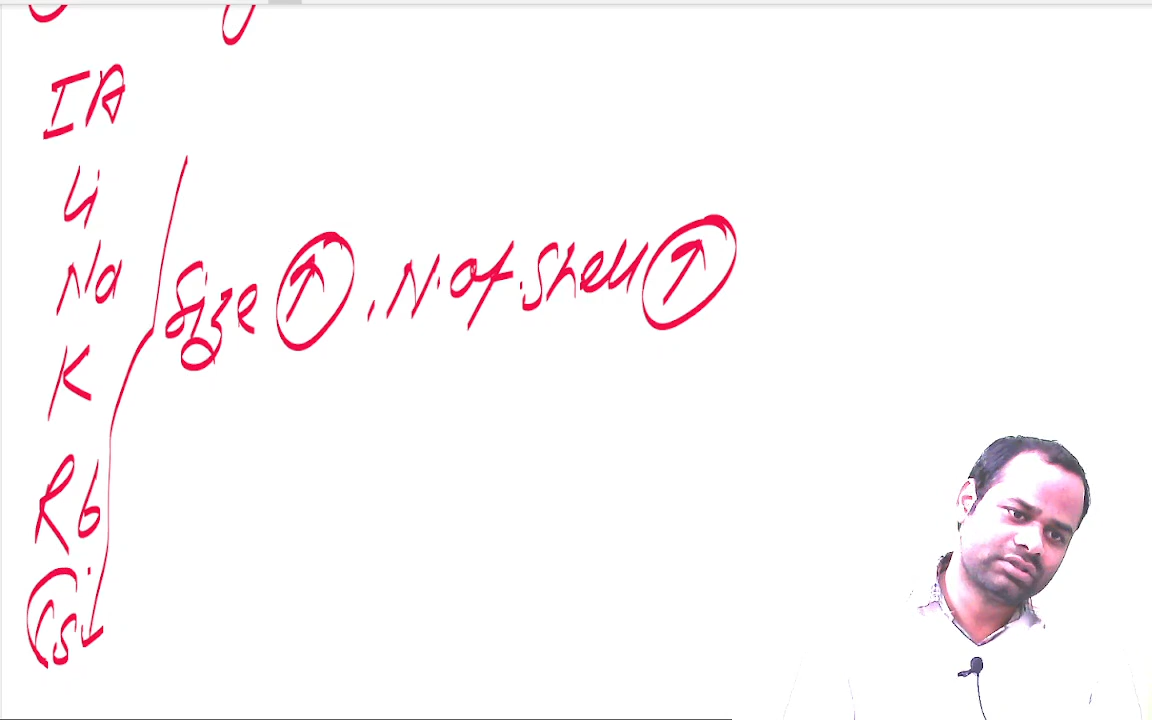 IA
Li
Na
Size ↑, N.of.Shell ↑
K
Rb
Cs